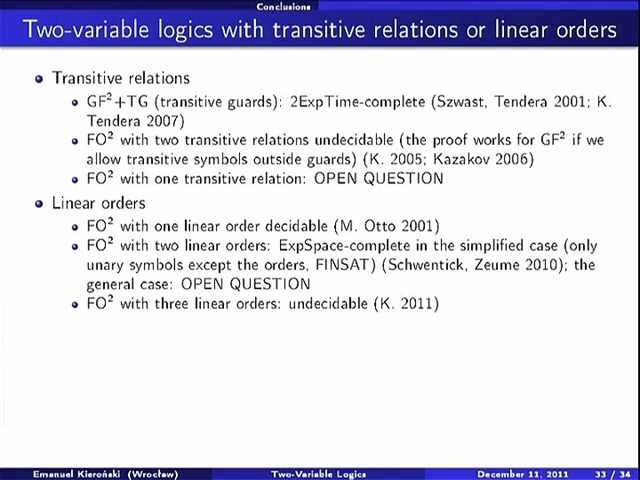 Conclusions
Two-variable logics with transitive relations or linear orders
Transitive relations
GF²+TG (transitive guards): 2ExpTime-complete (Szwast, Tendera 2001; K.
Tendera 2007)
FO² with two transitive relations undecidable (the proof works for GF² if we
allow transitive symbols outside guards) (K. 2005; Kazakov 2006)
FO² with one transitive relation: OPEN QUESTION
Linear orders
FO² with one linear order decidable (M. Otto 2001)
FO² with two linear orders: ExpSpace-complete in the simplified case (only
unary symbols except the orders, FINSAT) (Schwentick, Zeume 2010); the
general case: OPEN QUESTION
FO² with three linear orders: undecidable (K. 2011)
Emanuel Kieroński (Wrocław) Two-Variable Logics December 11, 2011 33 / 34